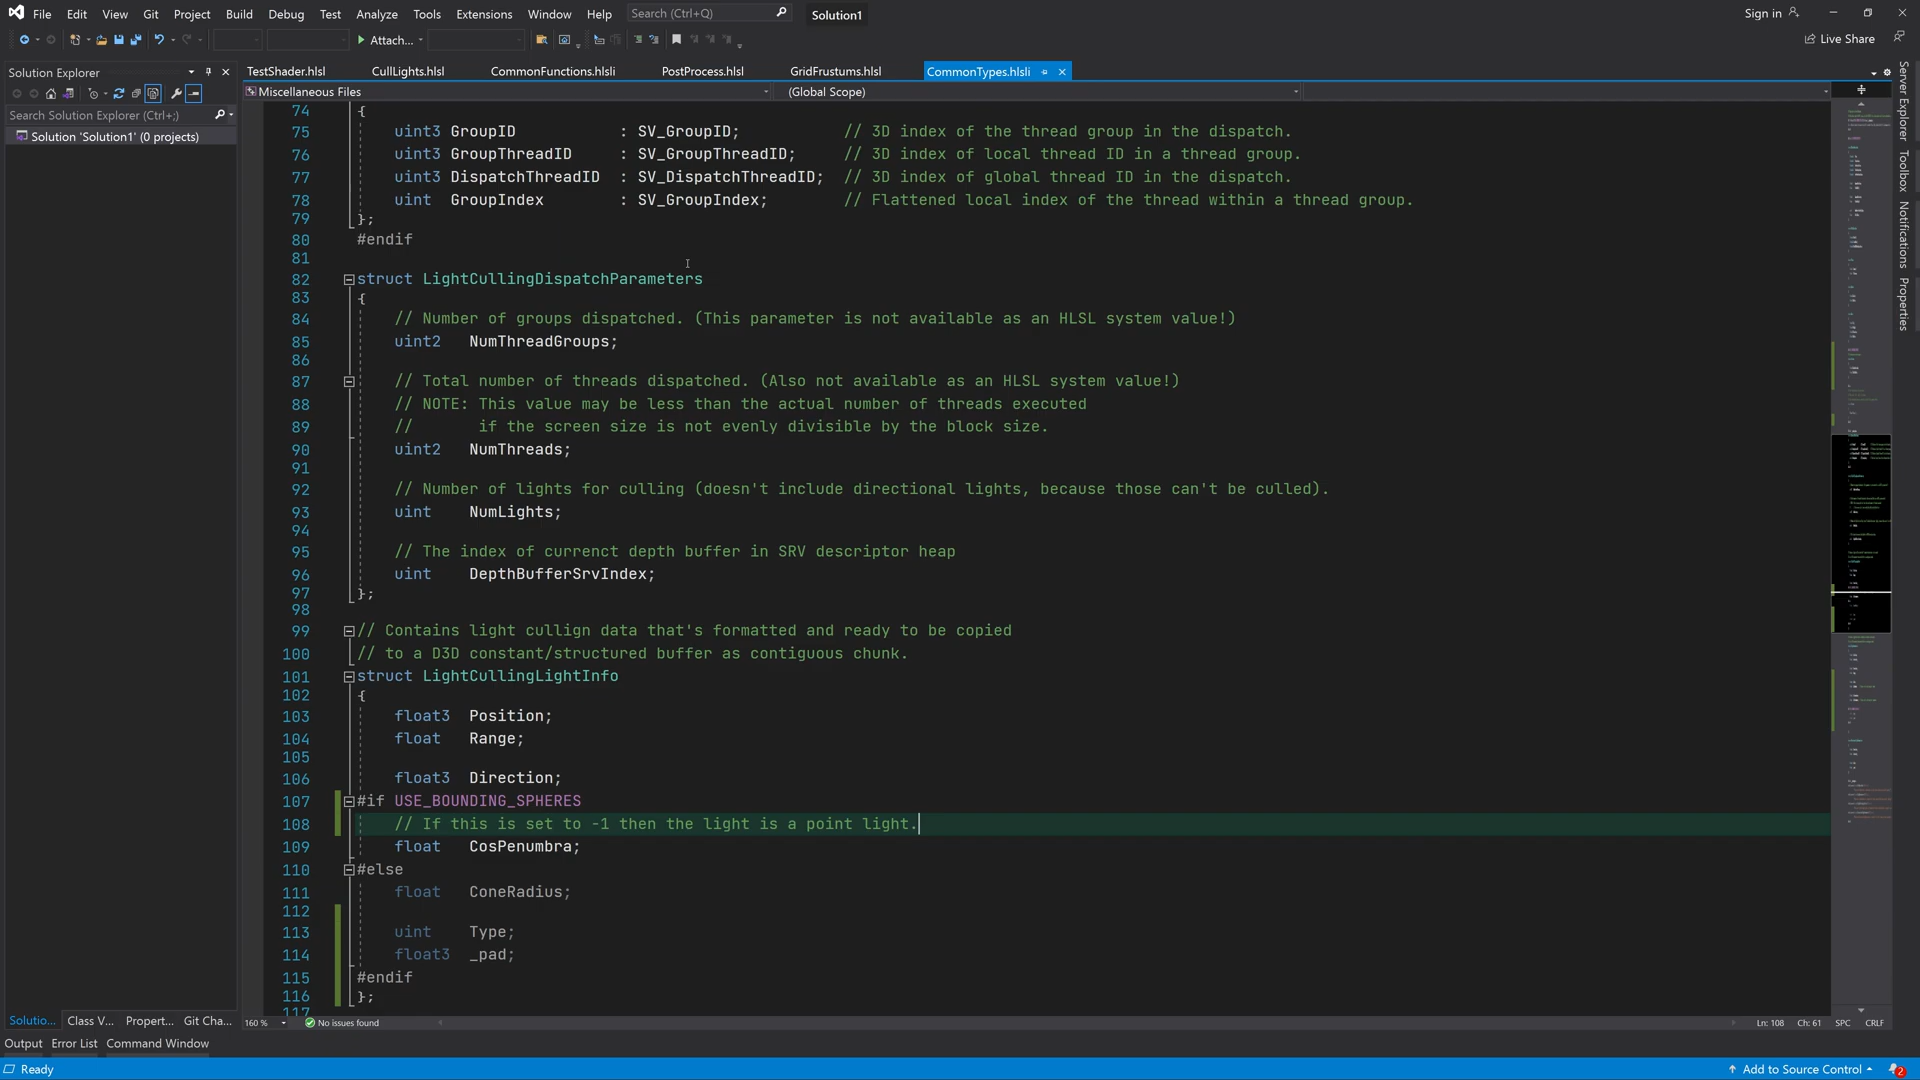 File Edit View Git Project Build Debug Test Analyze Tools Extensions Window Help Search (Ctrl+Q) Solution1 Sign in
Attach... Live Share
Solution Explorer
TestShader.hlsl CullLights.hlsl CommonFunctions.hlsli PostProcess.hlsl GridFrustums.hlsl CommonTypes.hlsli
Miscellaneous Files (Global Scope)
Search Solution Explorer (Ctrl+;)
Solution 'Solution1' (0 projects)
74 {
75 uint3 GroupID : SV_GroupID; // 3D index of the thread group in the dispatch.
76 uint3 GroupThreadID : SV_GroupThreadID; // 3D index of local thread ID in a thread group.
77 uint3 DispatchThreadID : SV_DispatchThreadID; // 3D index of global thread ID in the dispatch.
78 uint GroupIndex : SV_GroupIndex; // Flattened local index of the thread within a thread group.
79 };
80 #endif
81
82 struct LightCullingDispatchParameters
83 {
84 // Number of groups dispatched. (This parameter is not available as an HLSL system value!)
85 uint2 NumThreadGroups;
86
87 // Total number of threads dispatched. (Also not available as an HLSL system value!)
88 // NOTE: This value may be less than the actual number of threads executed
89 // if the screen size is not evenly divisible by the block size.
90 uint2 NumThreads;
91
92 // Number of lights for culling (doesn't include directional lights, because those can't be culled).
93 uint NumLights;
94
95 // The index of currenct depth buffer in SRV descriptor heap
96 uint DepthBufferSrvIndex;
97 };
98
99 // Contains light cullign data that's formatted and ready to be copied
100 // to a D3D constant/structured buffer as contiguous chunk.
101 struct LightCullingLightInfo
102 {
103 float3 Position;
104 float Range;
105
106 float3 Direction;
107 #if USE_BOUNDING_SPHERES
108 // If this is set to -1 then the light is a point light.
109 float CosPenumbra;
110 #else
111 float ConeRadius;
112
113 uint Type;
114 float3 _pad;
115 #endif
116 };
117
Server Explorer
Toolbox
Notifications
Properties
Solutio... Class V... Propert... Git Cha... 160 % No issues found Ln: 108 Ch: 61 SPC CRLF
Output Error List Command Window
Ready Add to Source Control 2